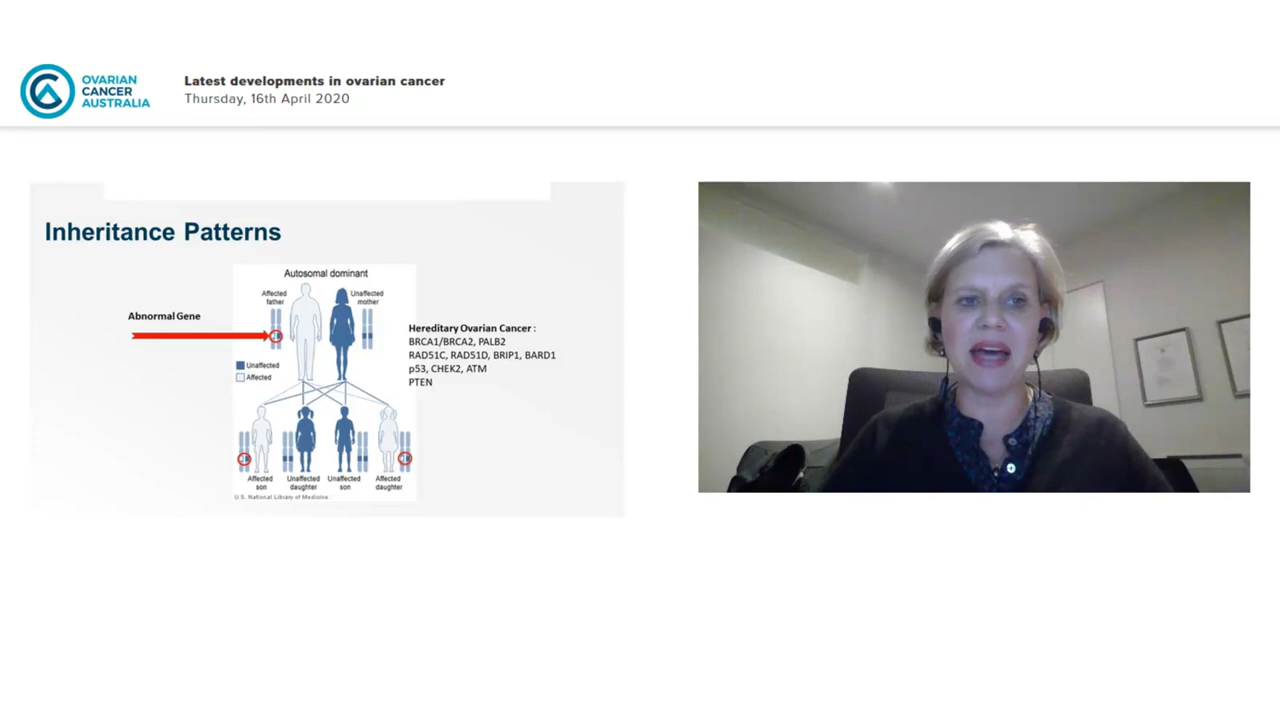 OVARIAN
CANCER
AUSTRALIA
Latest developments in ovarian cancer
Thursday, 16th April 2020
Inheritance Patterns
Autosomal dominant
Affected
father
Unaffected
mother
Abnormal Gene
Unaffected
Affected
Hereditary Ovarian Cancer :
BRCA1/BRCA2, PALB2
RAD51C, RAD51D, BRIP1, BARD1
p53, CHEK2, ATM
PTEN
Affected
son
Unaffected
daughter
Unaffected
son
Affected
daughter
U.S. National Library of Medicine